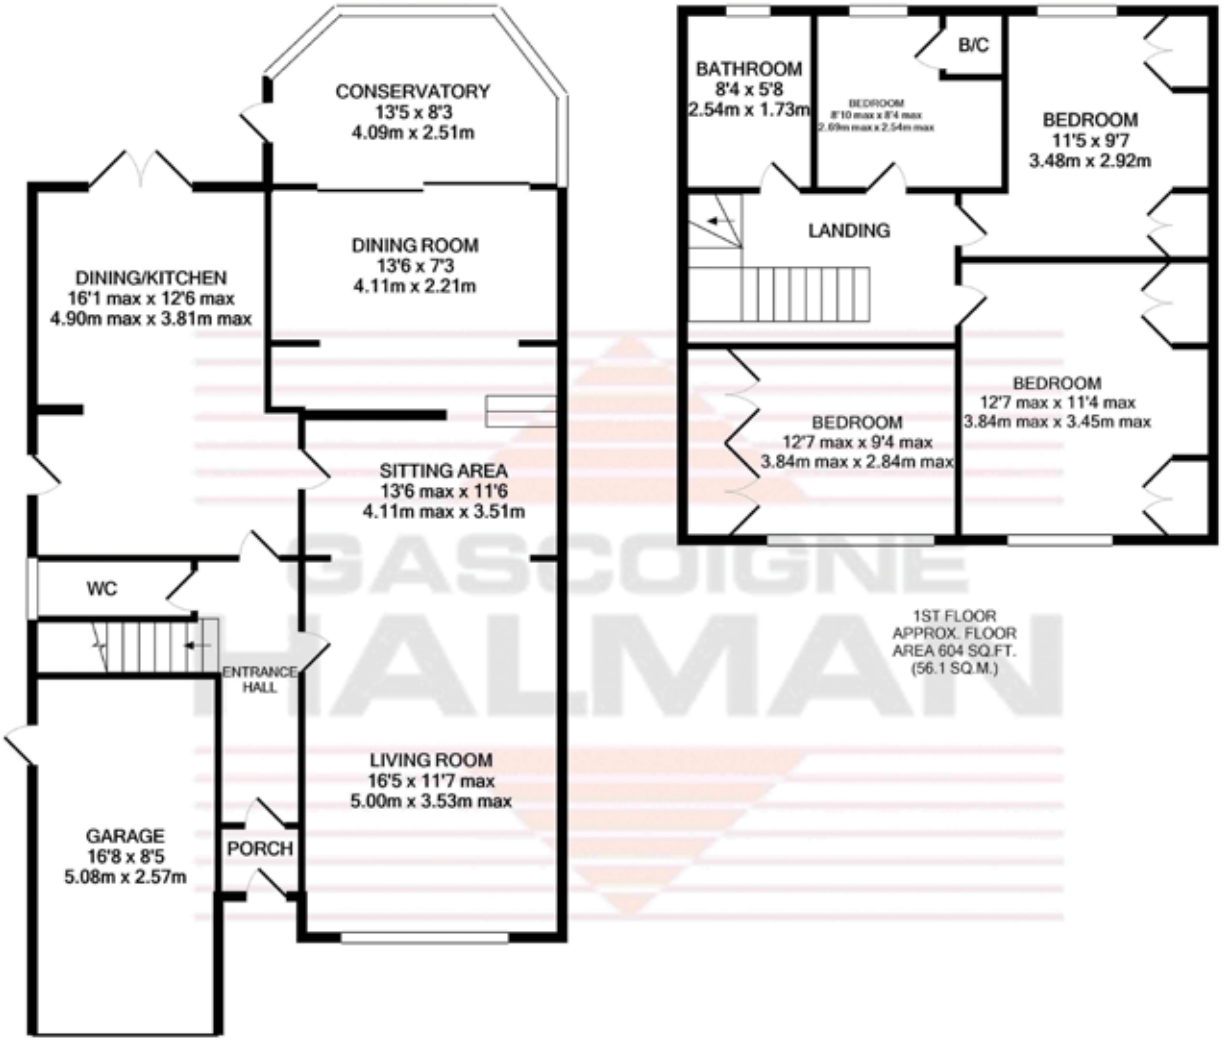 CONSERVATORY
13'5 x 8'3
4.09m x 2.51m
DINING ROOM
13'6 x 7'3
4.11m x 2.21m
DINING/KITCHEN
16'1 max x 12'6 max
4.90m max x 3.81m max
SITTING AREA
13'6 max x 11'6
4.11m max x 3.51m
WC
ENTRANCE
HALL
LIVING ROOM
16'5 x 11'7 max
5.00m x 3.53m max
GARAGE
16'8 x 8'5
5.08m x 2.57m
PORCH
BATHROOM
8'4 x 5'8
2.54m x 1.73m
BEDROOM
8'10 max x 8'4 max
2.69m max x 2.54m max
B/C
BEDROOM
11'5 x 9'7
3.48m x 2.92m
LANDING
BEDROOM
12'7 max x 11'4 max
3.84m max x 3.45m max
BEDROOM
12'7 max x 9'4 max
3.84m max x 2.84m max
1ST FLOOR
APPROX. FLOOR
AREA 604 SQ.FT.
(56.1 SQ.M.)
GASCOIGNE
HALMAN